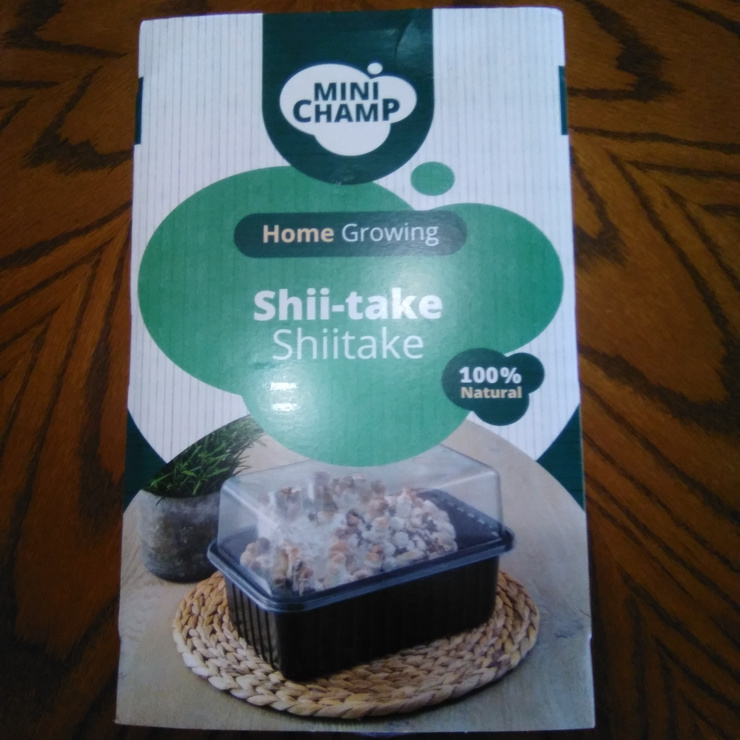 MINI
CHAMP
Home Growing
Shii-take
Shiitake
100%
Natural